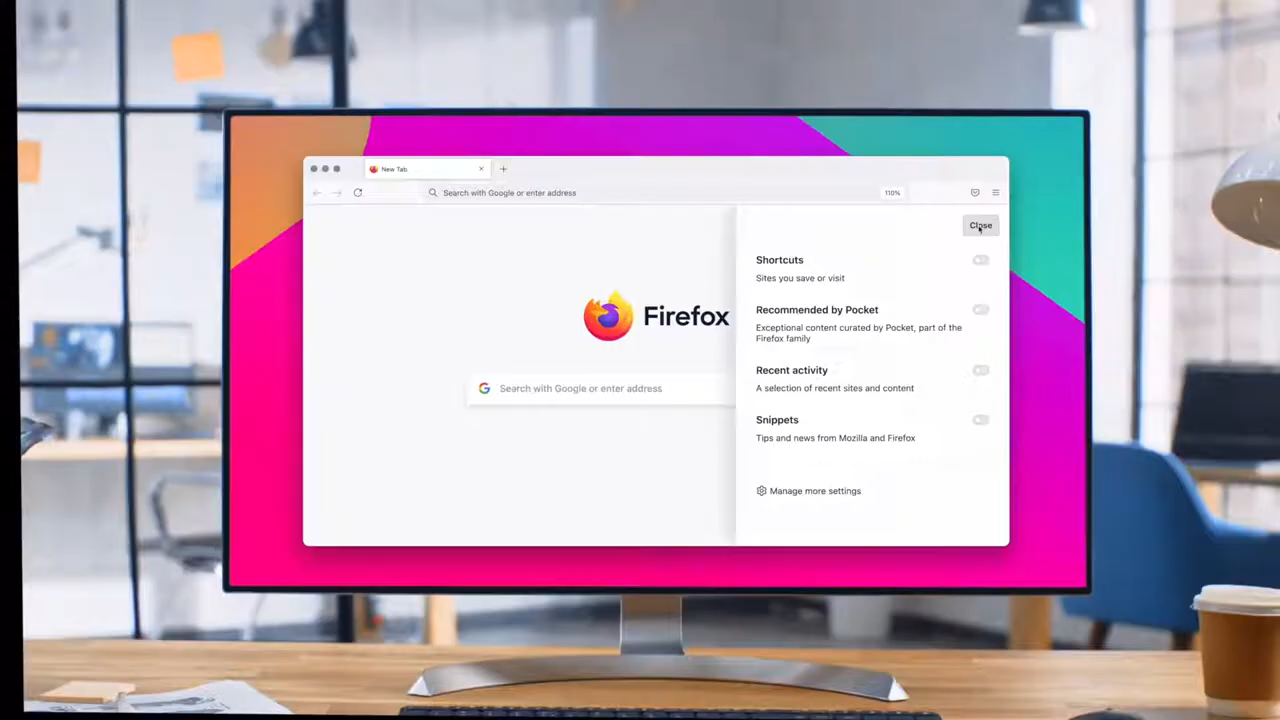 New Tab
Search with Google or enter address
110%
Close
Shortcuts
Sites you save or visit
Recommended by Pocket
Exceptional content curated by Pocket, part of the
Firefox family
Recent activity
A selection of recent sites and content
Snippets
Tips and news from Mozilla and Firefox
Manage more settings
Firefox
Search with Google or enter address